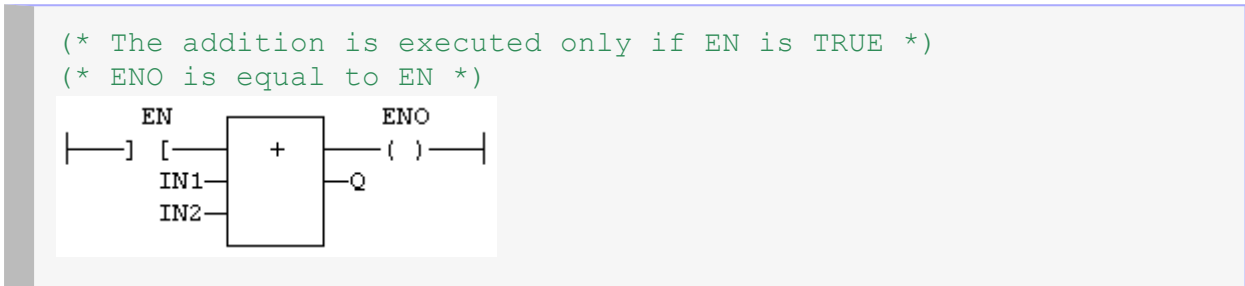 (* The addition is executed only if EN is TRUE *)
(* ENO is equal to EN *)
EN ENO
] [ + ( )
IN1 Q
IN2